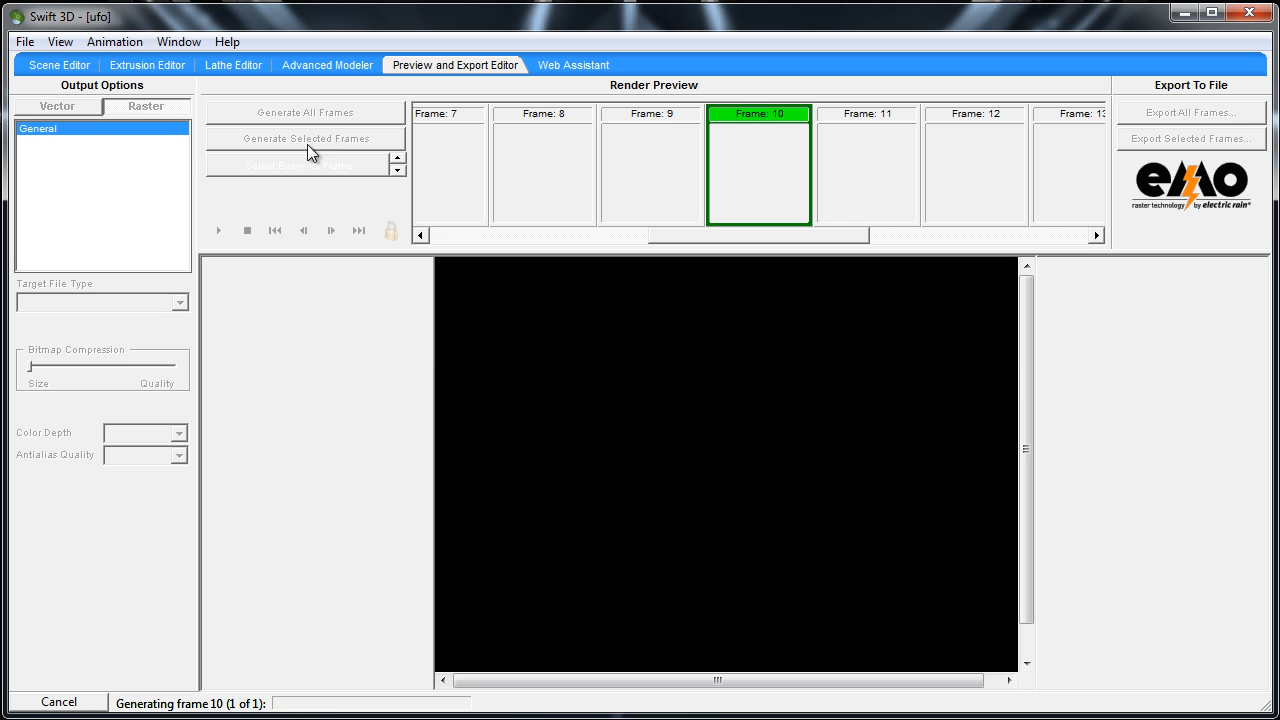 Swift 3D - [ufo]
File View Animation Window Help
Scene Editor Extrusion Editor Lathe Editor Advanced Modeler Preview and Export Editor Web Assistant
Output Options
Render Preview
Export To File
Vector Raster
General
Generate All Frames
Generate Selected Frames
Frame: 7 Frame: 8 Frame: 9 Frame: 10 Frame: 11 Frame: 12 Frame: 13
Export All Frames...
Export Selected Frames...
emo
raster technology by electric rain®
Target File Type
Bitmap Compression
Size Quality
Color Depth
Antialias Quality
Cancel
Generating frame 10 (1 of 1):